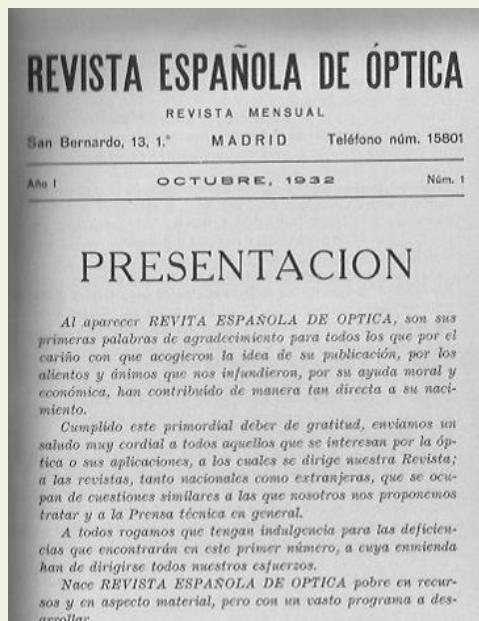 REVISTA ESPAÑOLA DE ÓPTICA
REVISTA MENSUAL
San Bernardo, 13, 1.° MADRID Teléfono núm. 15801
Año I OCTUBRE, 1932 Núm. 1
PRESENTACION
Al aparecer REVITA ESPAÑOLA DE OPTICA, son sus
primeras palabras de agradecimiento para todos los que por el
cariño con que acogieron la idea de su publicación, por los
alientos y ánimos que nos infundieron, por su ayuda moral y
económica, han contribuído de manera tan directa a su naci-
miento.
Cumplido este primordial deber de gratitud, enviamos un
saludo muy cordial a todos aquellos que se interesan por la óp-
tica o sus aplicaciones, a los cuales se dirige nuestra Revista;
a las revistas, tanto nacionales como extranjeras, que se ocu-
pan de cuestiones similares a las que nosotros nos proponemos
tratar y a la Prensa técnica en general.
A todos rogamos que tengan indulgencia para las deficien-
cias que encontrarán en este primer número, a cuya enmienda
han de dirigirse todos nuestros esfuerzos.
Nace REVISTA ESPAÑOLA DE OPTICA pobre en recur-
sos y en aspecto material, pero con un vasto programa a des-
arrollar.